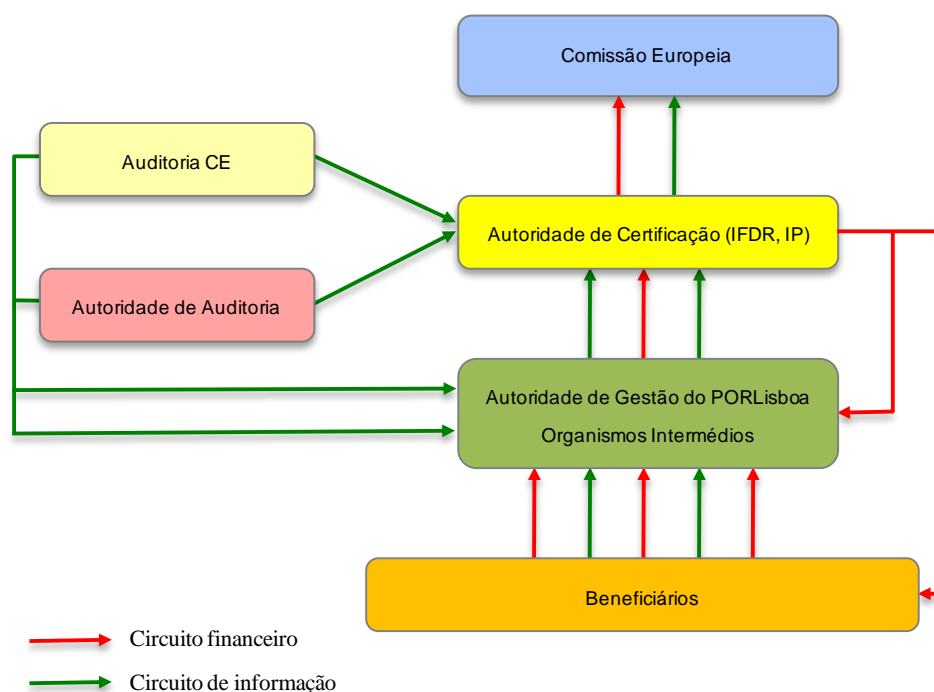 Comissão Europeia
Auditoria CE
Autoridade de Certificação (IFDR, IP)
Autoridade de Auditoria
Autoridade de Gestão do PORLisboa
Organismos Intermédios
Beneficiários
Circuito financeiro
Circuito de informação